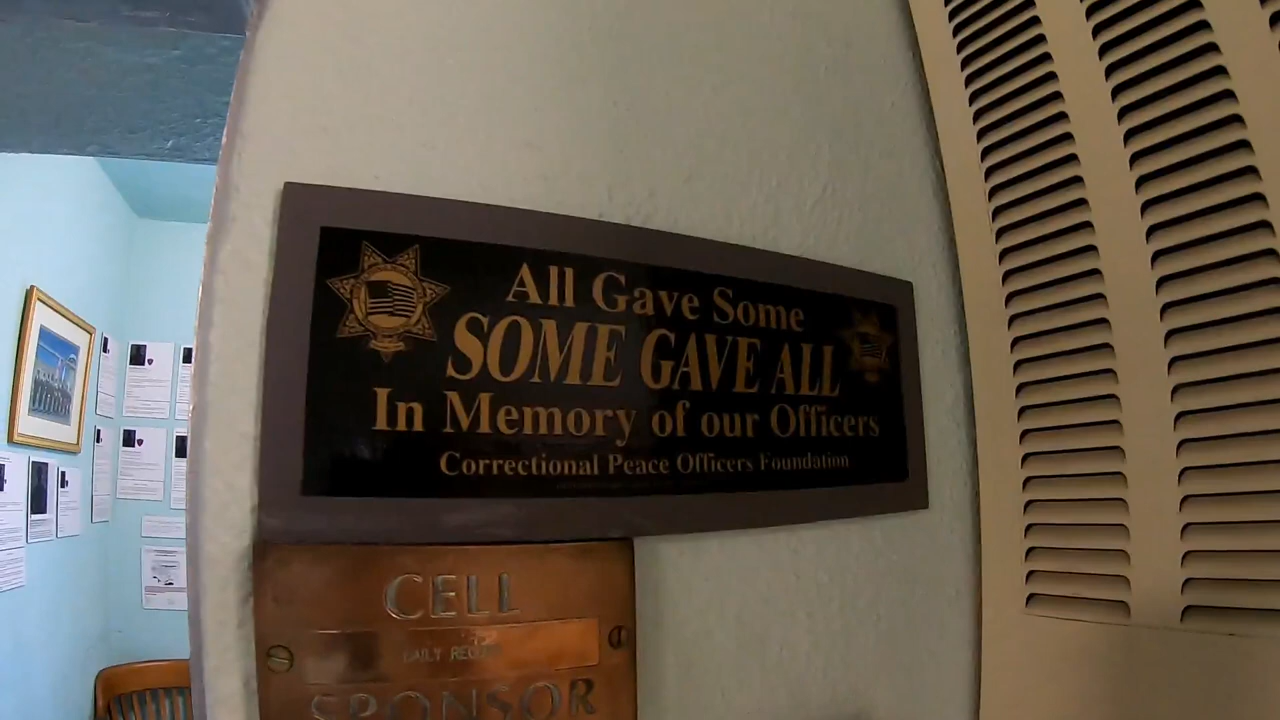 All Gave Some
SOME GAVE ALL
In Memory of our Officers
Correctional Peace Officers Foundation
CELL
DAILY RECORD
SPONSOR